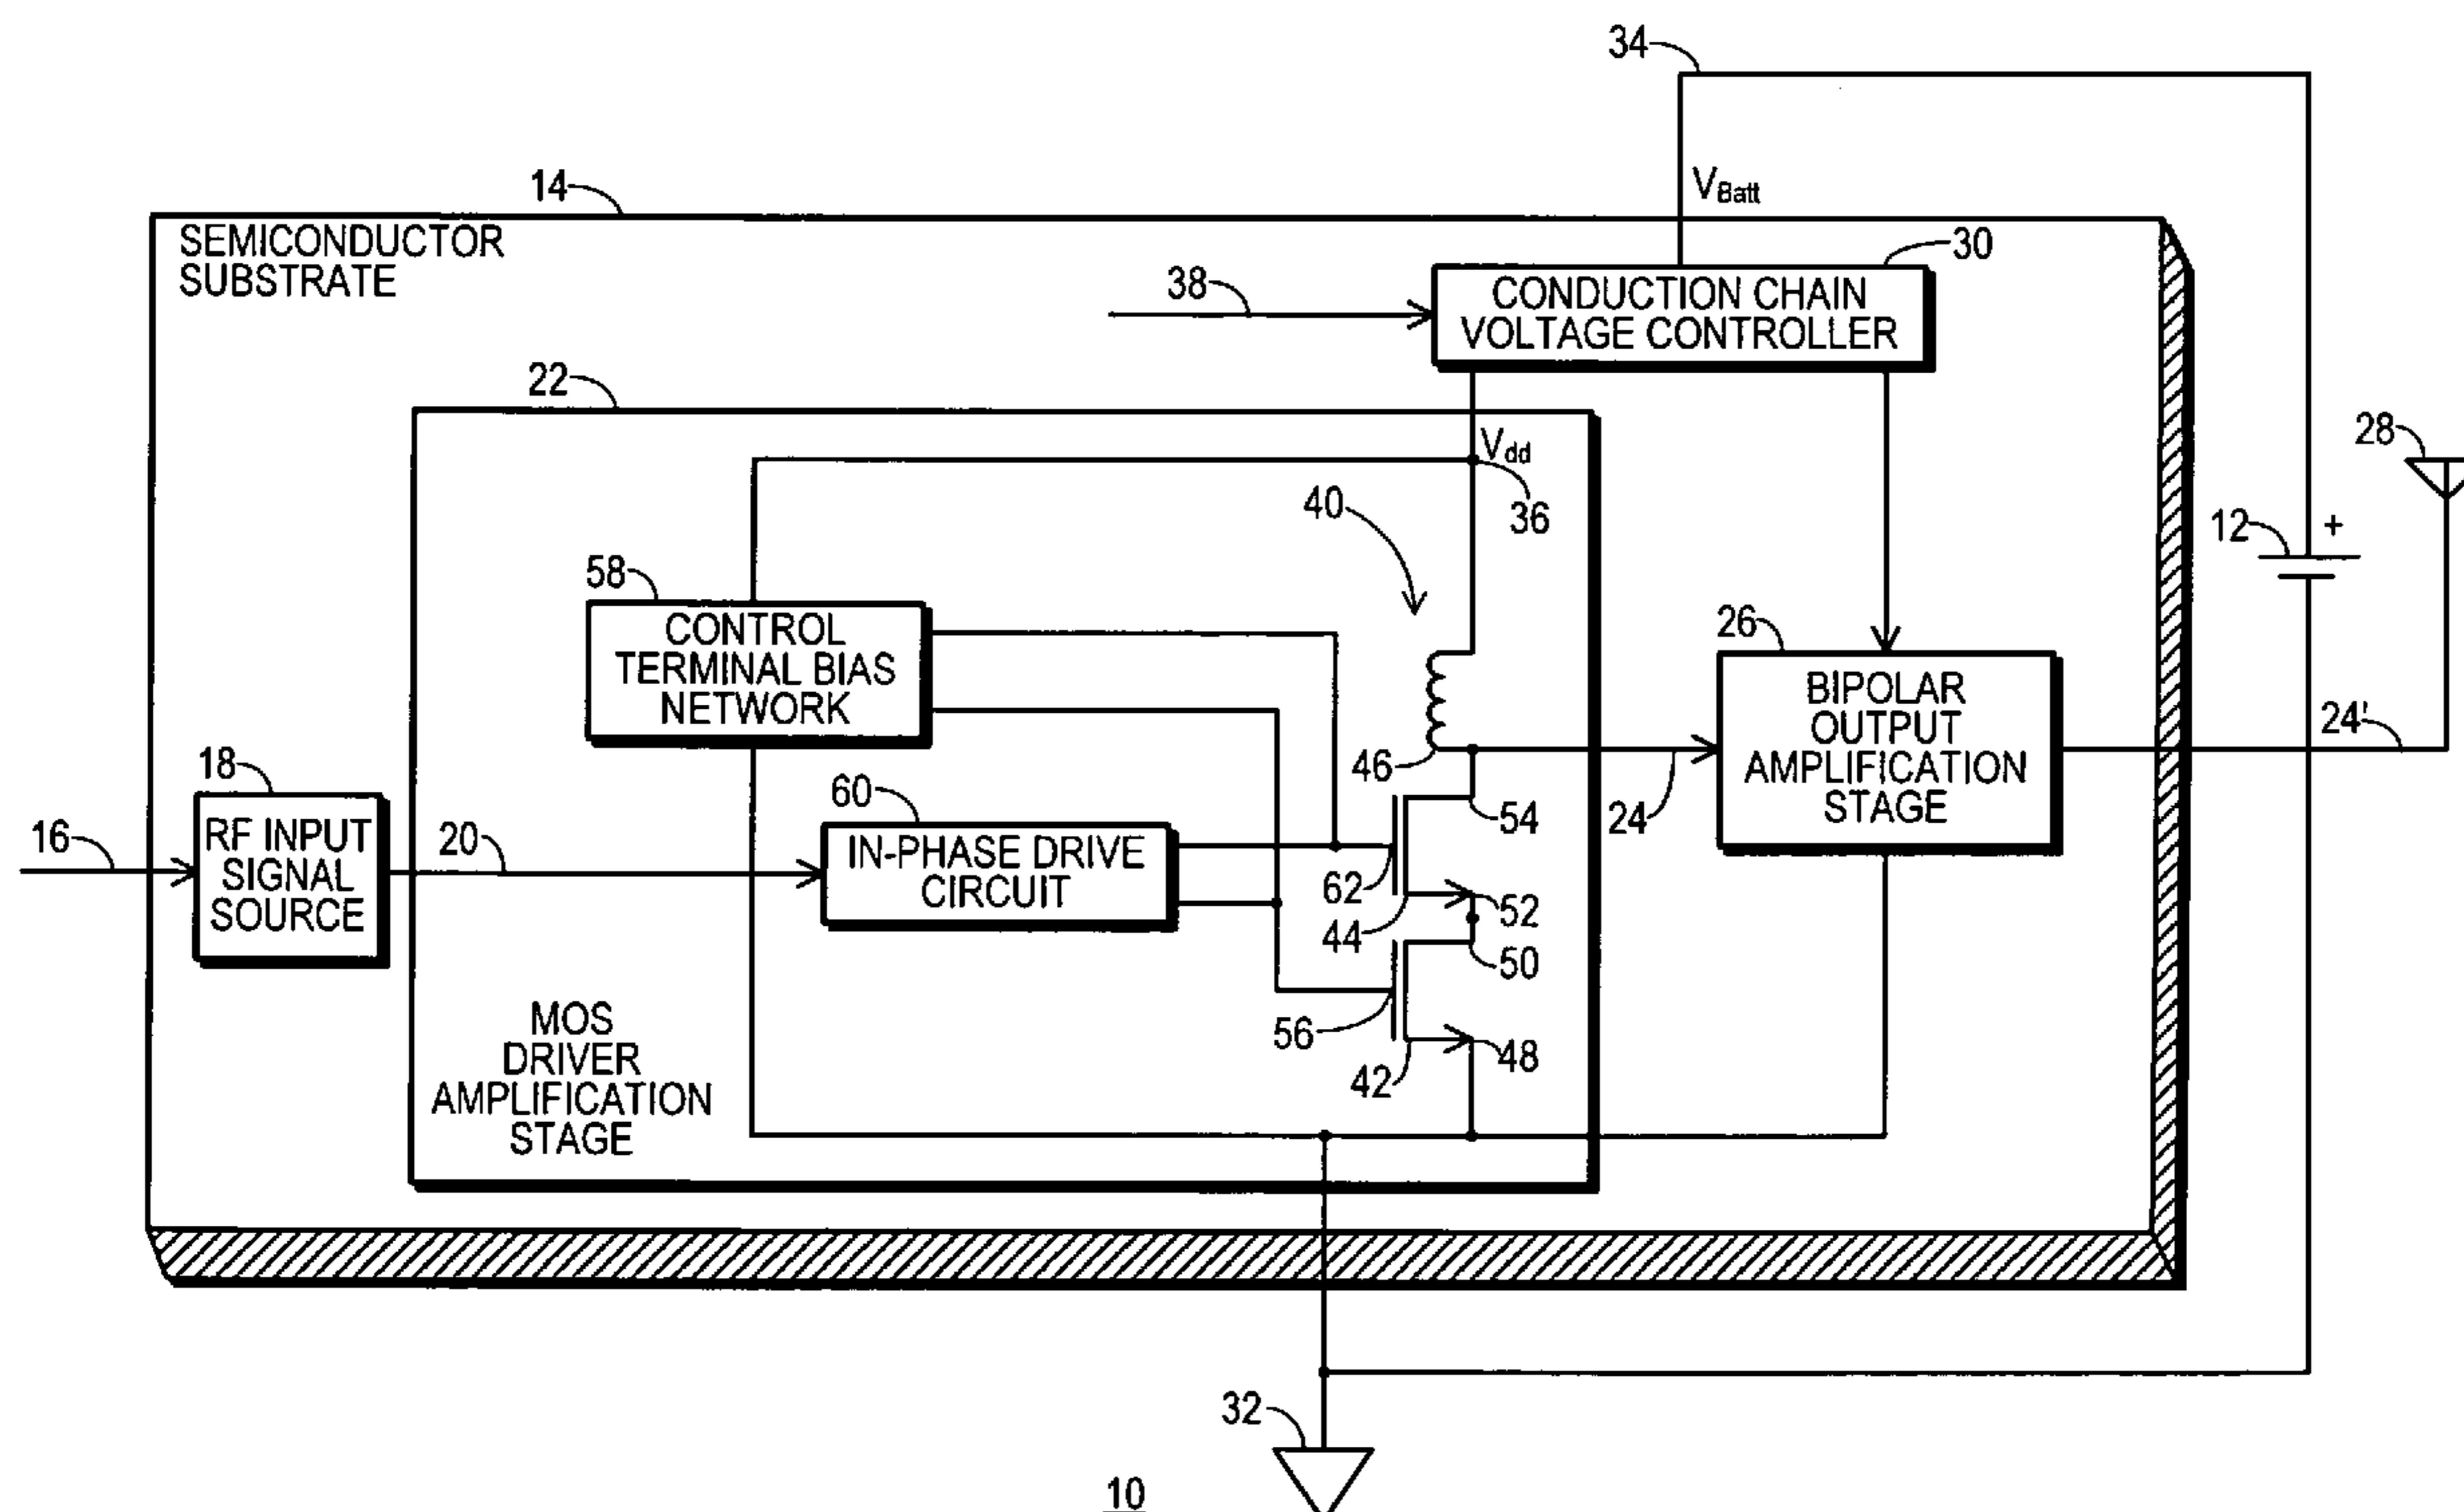 34
14
V_Batt
SEMICONDUCTOR
SUBSTRATE
30
38
CONDUCTION CHAIN
VOLTAGE CONTROLLER
22
V_dd
28
40
36
12
+
58
CONTROL
TERMINAL BIAS
NETWORK
26
BIPOLAR
OUTPUT
AMPLIFICATION
STAGE
24'
18
46
60
54
24
16
RF INPUT
SIGNAL
SOURCE
20
IN-PHASE DRIVE
CIRCUIT
62
52
44
50
MOS
DRIVER
AMPLIFICATION
STAGE
56
48
42
32
10